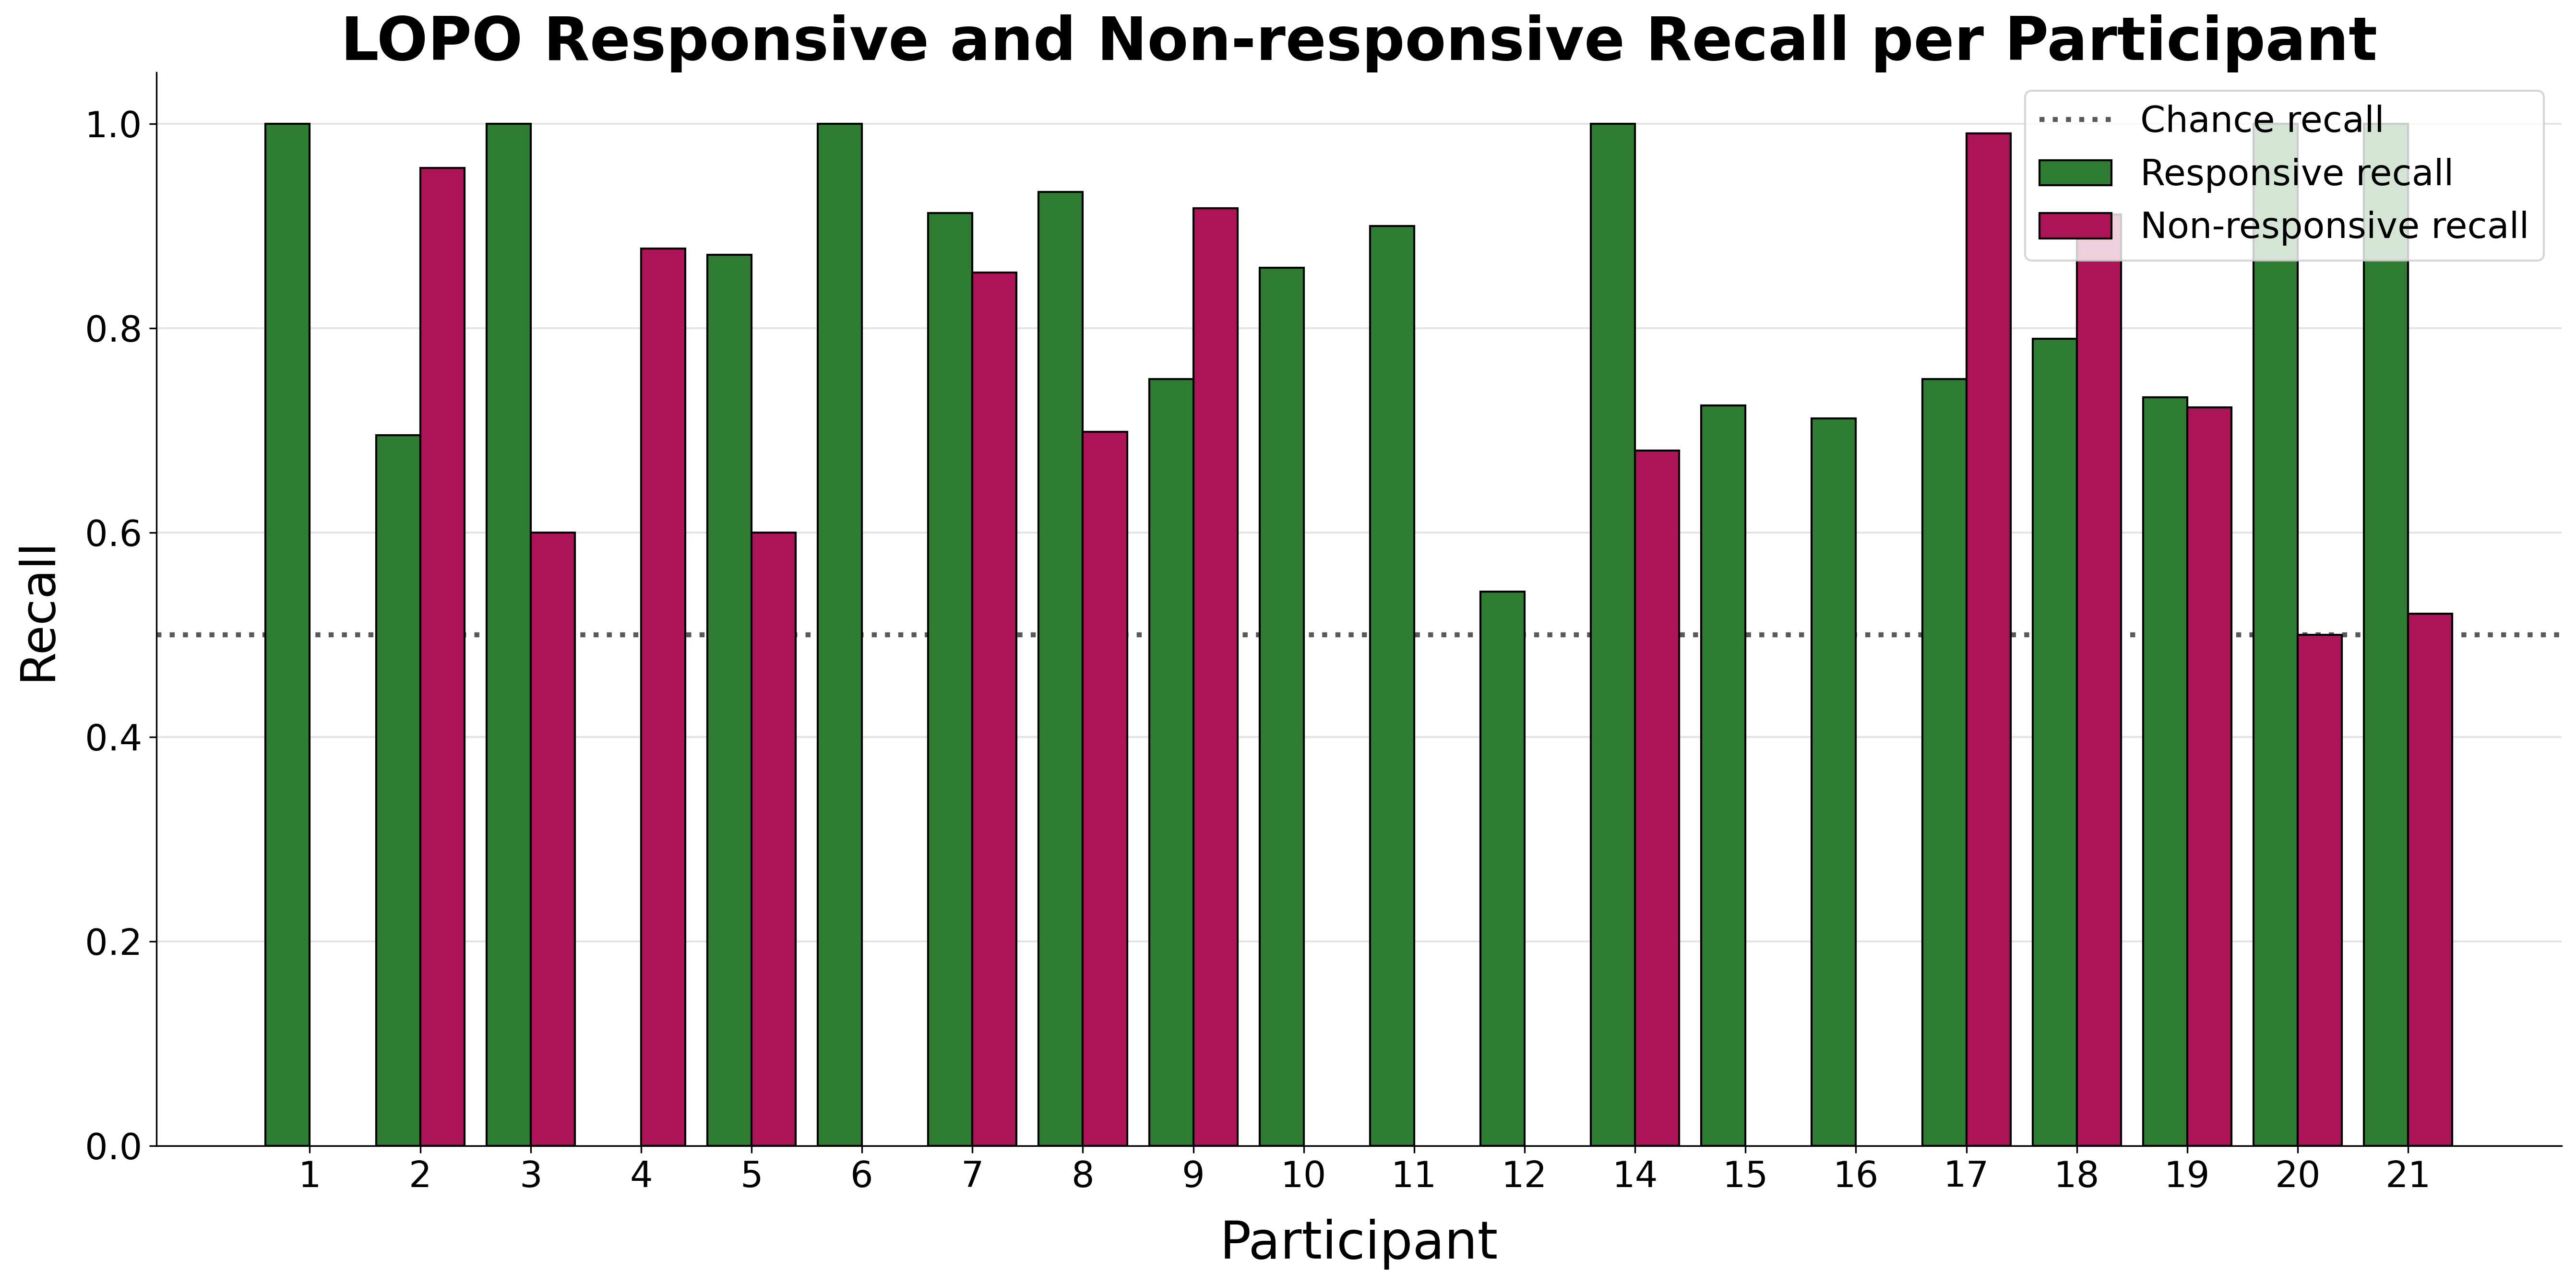 LOPO Responsive and Non-responsive Recall per Participant
Chance recall
Responsive recall
Non-responsive recall
1.0
0.8
0.6
0.4
0.2
0.0
Recall
1 2 3 4 5 6 7 8 9 10 11 12 14 15 16 17 18 19 20 21
Participant